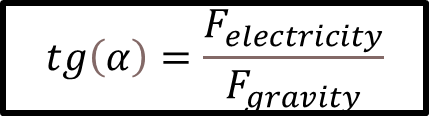 tg(α) = F_electricity / F_gravity